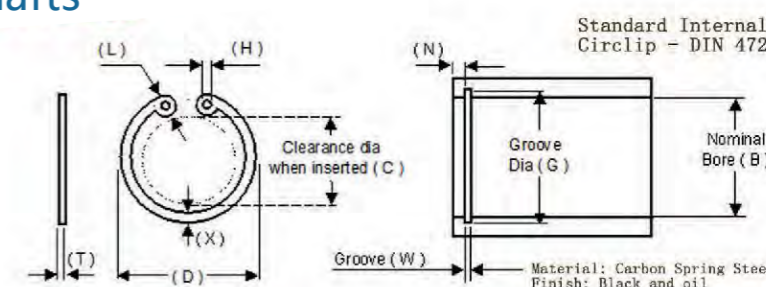 Standard Internal
Circlip - DIN 472
(L)
(H)
(N)
Clearance dia
when inserted (C)
Groove
Dia (G)
Nominal
Bore (B)
(X)
(T)
(D)
Groove (W)
Material: Carbon Spring Stee
Finish: Black and oil